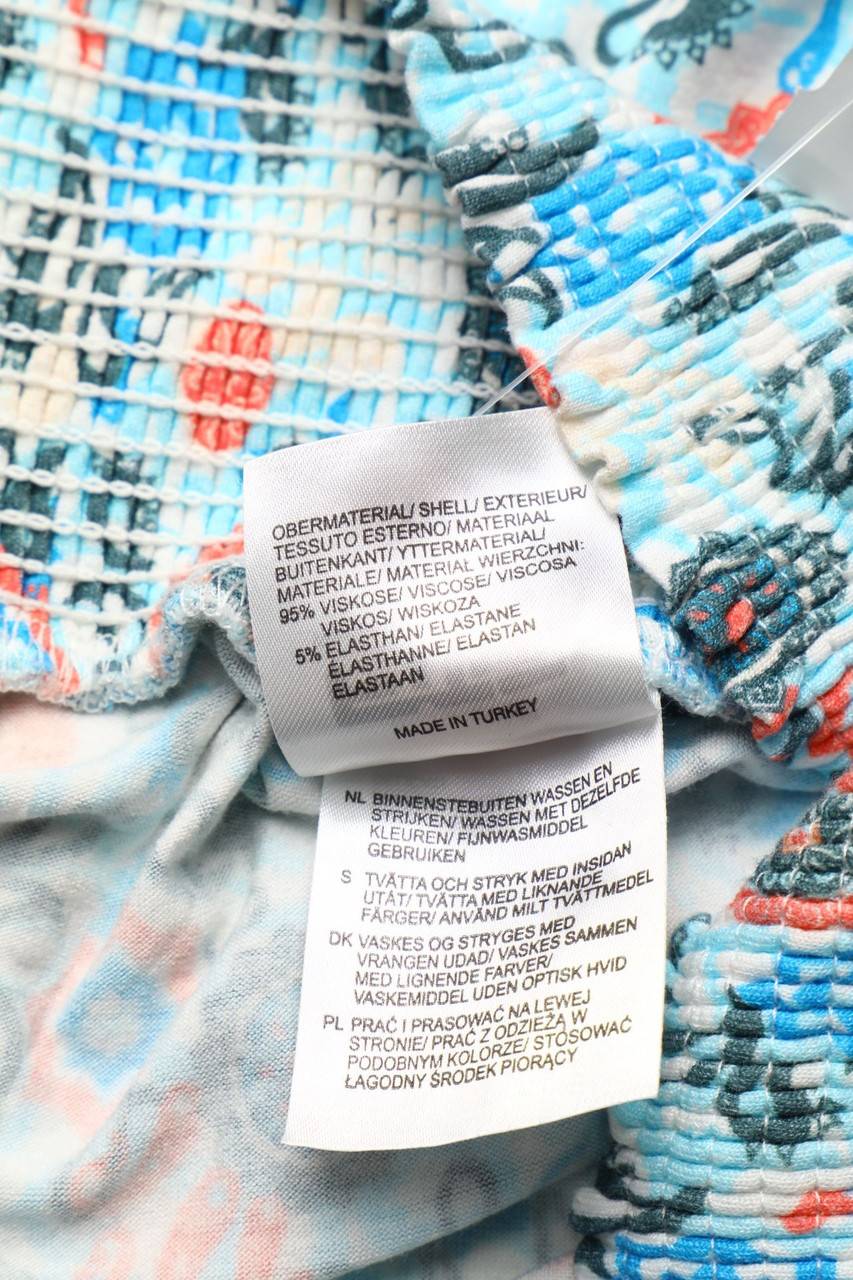 OBERMATERIAL/ SHELL/ EXTERIEUR/
TESSUTO ESTERNO/ MATERIAAL
BUITENKANT/ YTTERMATERIAL/
MATERIALE/ MATERIAŁ WIERZCHNI:
95% VISKOSE/ VISCOSE/ VISCOSA
VISKOS/ WISKOZA
5% ELASTHAN/ ELASTANE
ÉLASTHANNE/ ELASTAN
ELASTAAN
MADE IN TURKEY
NL BINNENSTEBUITEN WASSEN EN
STRIJKEN/ WASSEN MET DEZELFDE
KLEUREN/ FIJNWASMIDDEL
GEBRUIKEN
S TVÄTTA OCH STRYK MED INSIDAN
UTÅT/ TVÄTTA MED LIKNANDE
FÄRGER/ ANVÄND MILT TVÄTTMEDEL
DK VASKES OG STRYGES MED
VRANGEN UDAD/ VASKES SAMMEN
MED LIGNENDE FARVER/
VASKEMIDDEL UDEN OPTISK HVID
PL PRAĆ I PRASOWAĆ NA LEWEJ
STRONIE/ PRAĆ Z ODZIEŻĄ W
PODOBNYM KOLORZE/ STOSOWAĆ
ŁAGODNY ŚRODEK PIORĄCY